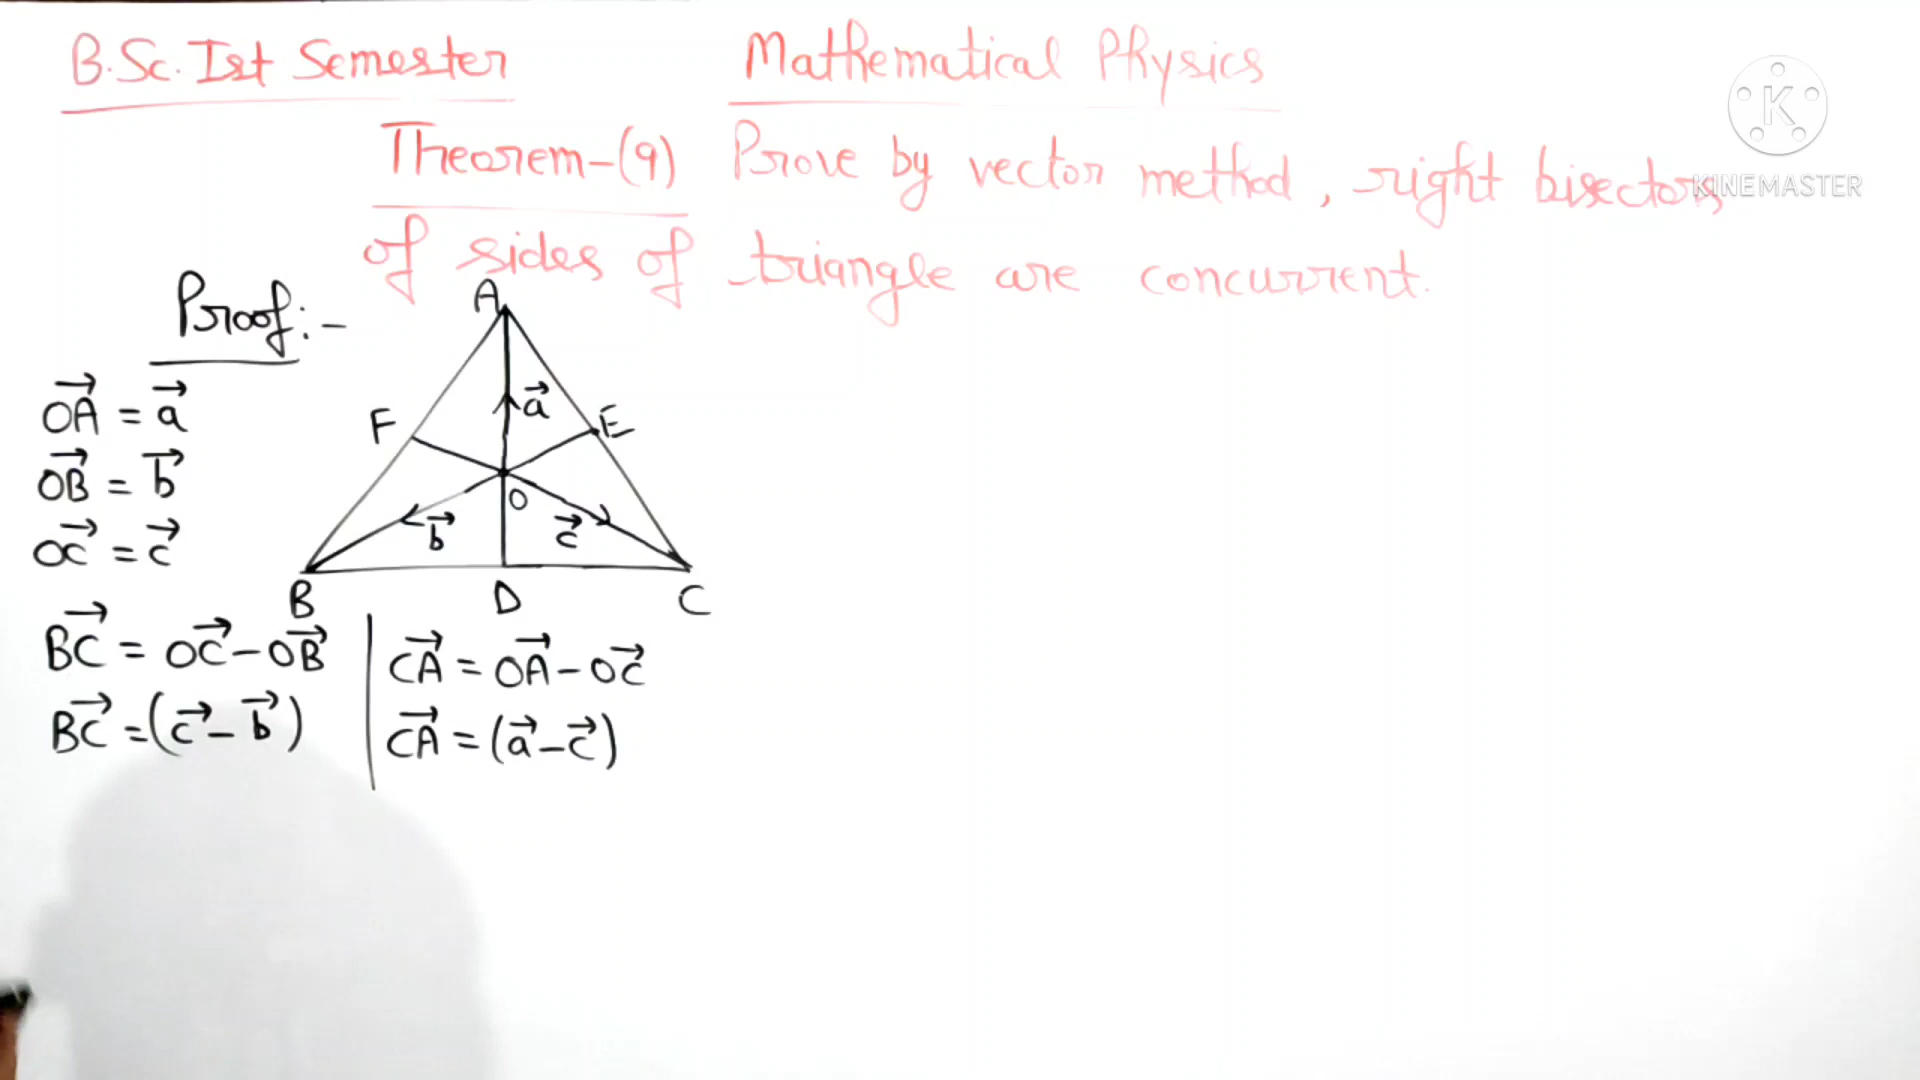 B.Sc. Ist Semester Mathematical Physics
K
KINEMASTER
Theorem-(9) Prove by vector method, right bisectors
of sides of triangle are concurrent.
Proof:-
A
OA⃗ = a⃗
a⃗
F E
OB⃗ = b⃗
O
b⃗ c⃗
OC⃗ = c⃗
B D C
BC⃗ = OC⃗ - OB⃗ | CA⃗ = OA⃗ - OC⃗
BC⃗ = (c⃗ - b⃗) | CA⃗ = (a⃗ - c⃗)